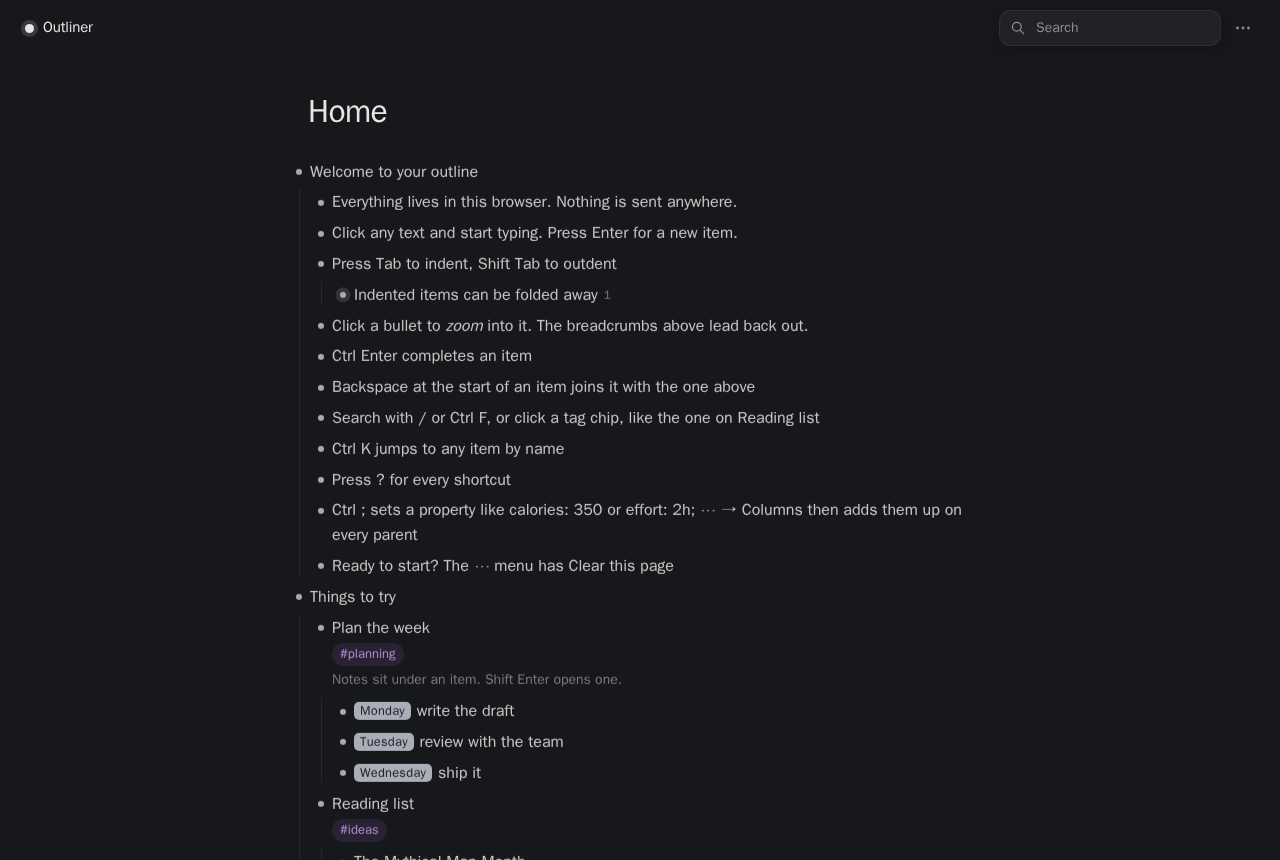 Outliner
Search
Home
Welcome to your outline
Everything lives in this browser. Nothing is sent anywhere.
Click any text and start typing. Press Enter for a new item.
Press Tab to indent, Shift Tab to outdent
Indented items can be folded away 1
Click a bullet to zoom into it. The breadcrumbs above lead back out.
Ctrl Enter completes an item
Backspace at the start of an item joins it with the one above
Search with / or Ctrl F, or click a tag chip, like the one on Reading list
Ctrl K jumps to any item by name
Press ? for every shortcut
Ctrl ; sets a property like calories: 350 or effort: 2h; ⋯ → Columns then adds them up on
every parent
Ready to start? The ⋯ menu has Clear this page
Things to try
Plan the week
#planning
Notes sit under an item. Shift Enter opens one.
Monday write the draft
Tuesday review with the team
Wednesday ship it
Reading list
#ideas
The Mythical Man Month